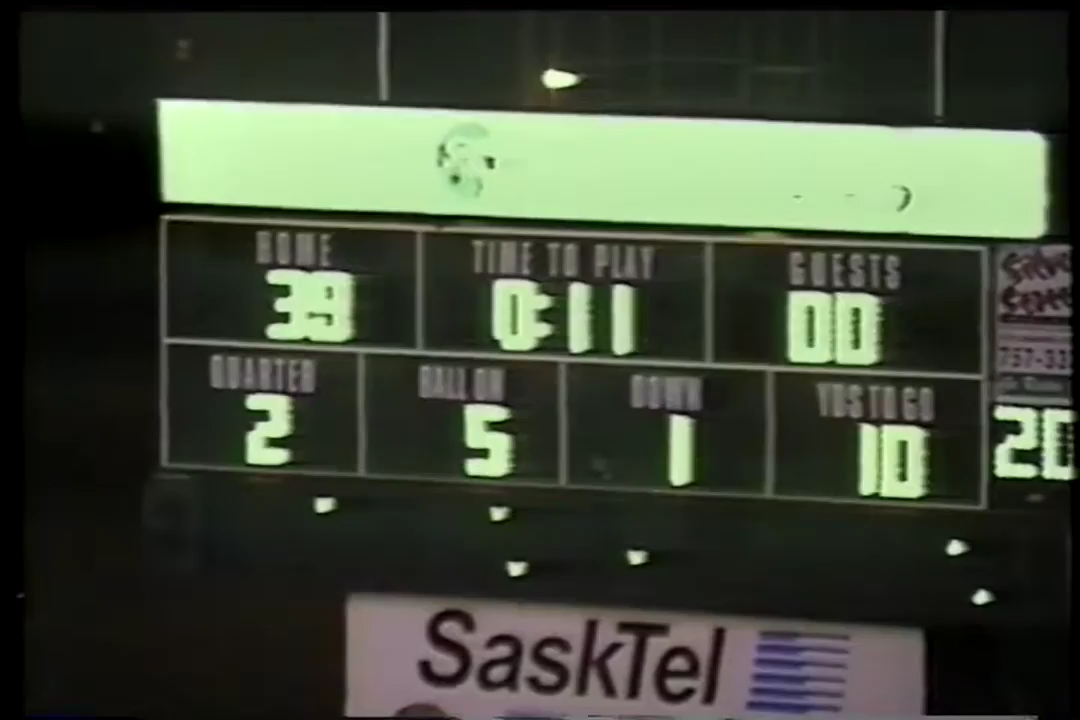 HOME TIME TO PLAY GUESTS
39 0:11 00
QUARTER BALL ON DOWN YDS TO GO
2 5 1 10
20
SaskTel